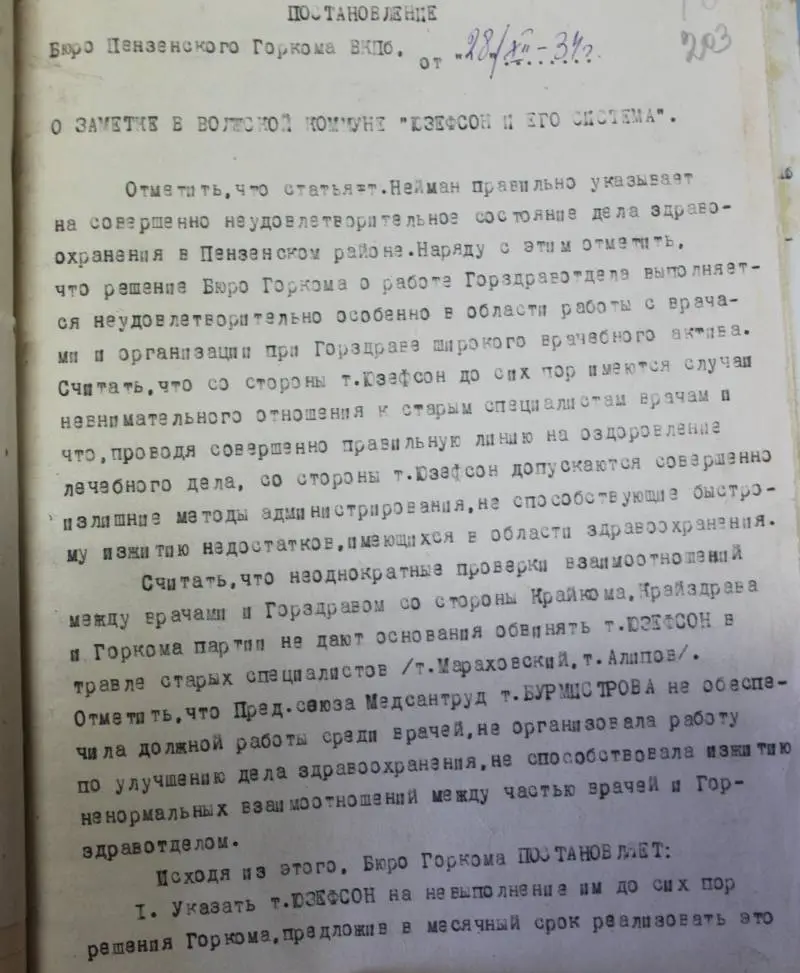 ПОСТАНОВЛЕНИЕ
Бюро Пензенского Горкома ВКПб.
от "28/XII-34г.
203
О ЗАМЕТКЕ В ВОЛЖСКОЙ КОММУНЕ "ЮЗЕФСОН И ЕГО СИСТЕМА".
Отметить,что статья т.Нейман правильно указывает
на совершенно неудовлетворительное состояние дела здраво-
охранения в Пензенском районе.Наряду с этим отметить,
что решение Бюро Горкома о работе Горздравотдела выполняет-
ся неудовлетворительно особенно в области работы с врача-
ми и организации при Горздраве широкого врачебного актива.
Считать,что со стороны т.Юзефсон до сих пор имеются случаи
невнимательного отношения к старым специалистам врачам и
что,проводя совершенно правильную линию на оздоровление
лечебного дела, со стороны т.Юзефсон допускаются совершенно
излишние методы администрирования,не способствующие быстро-
му изжитию недостатков,имеющихся в области здравоохранения.
Считать,что неоднократные проверки взаимоотношений
между врачами и Горздравом со стороны Крайкома,Крайздрава
и Горкома партии не дают основания обвинять т.ЮЗЕФСОН в
травле старых специалистов /т.Мараховский,т.Алипов/.
Отметить,что Пред.союза Медсантруд т.БУРМИСТРОВА не обеспе-
чила должной работы среди врачей,не организовала работу
по улучшению дела здравоохранения,не способствовала изжитию
ненормальных взаимоотношений между частью врачей и Гор-
здравотделом.
Исходя из этого, Бюро Горкома ПОСТАНОВЛЯЕТ:
I. Указать т.ЮЗЕФСОН на невыполнение им до сих пор
решения Горкома,предложив в месячный срок реализовать это